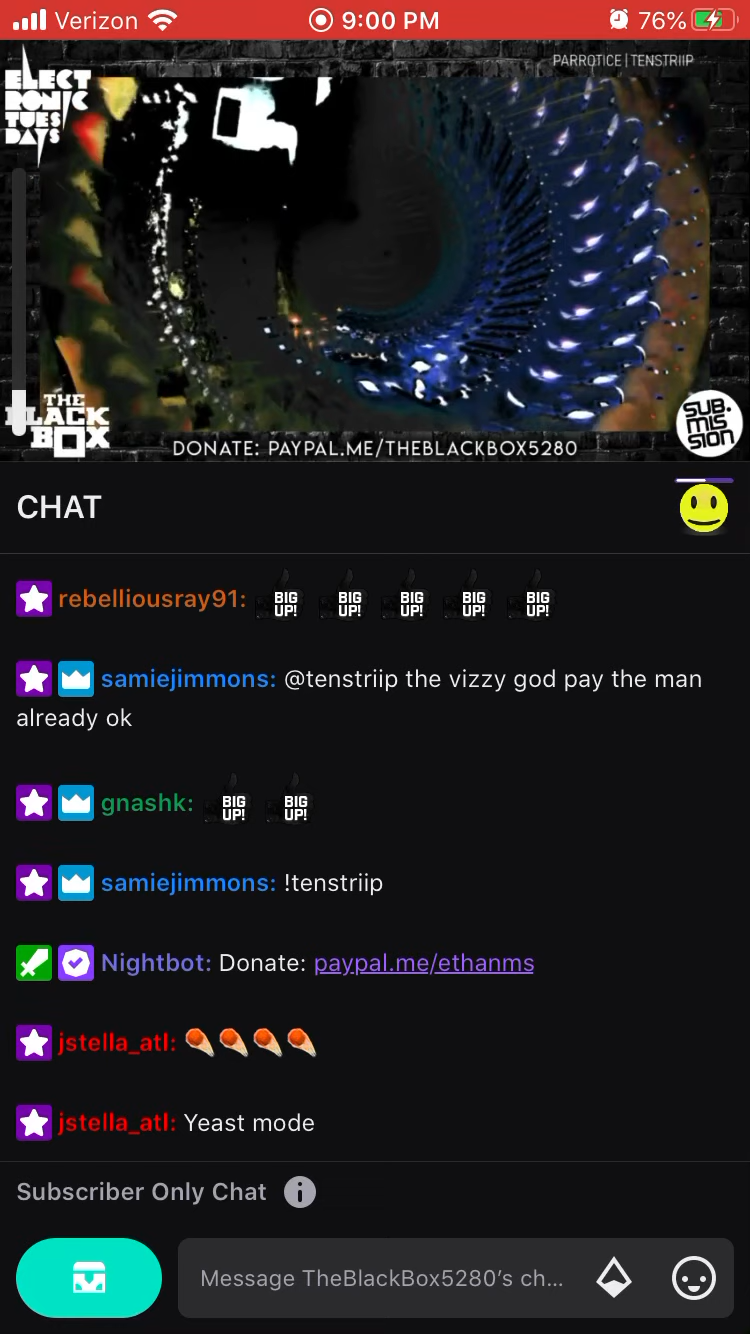 Verizon 9:00 PM 76%
PARROTICE | TENSTRIIP
ELECT
RONIC
TUES
DAYS
THE
BLACK
BOX
SUB.
MIS
SION
DONATE: PAYPAL.ME/THEBLACKBOX5280
CHAT
rebelliousray91: BIG UP! BIG UP! BIG UP! BIG UP! BIG UP!
samiejimmons: @tenstriip the vizzy god pay the man
already ok
gnashk: BIG UP! BIG UP!
samiejimmons: !tenstriip
Nightbot: Donate: paypal.me/ethanms
jstella_atl:
jstella_atl: Yeast mode
Subscriber Only Chat
Message TheBlackBox5280’s ch...